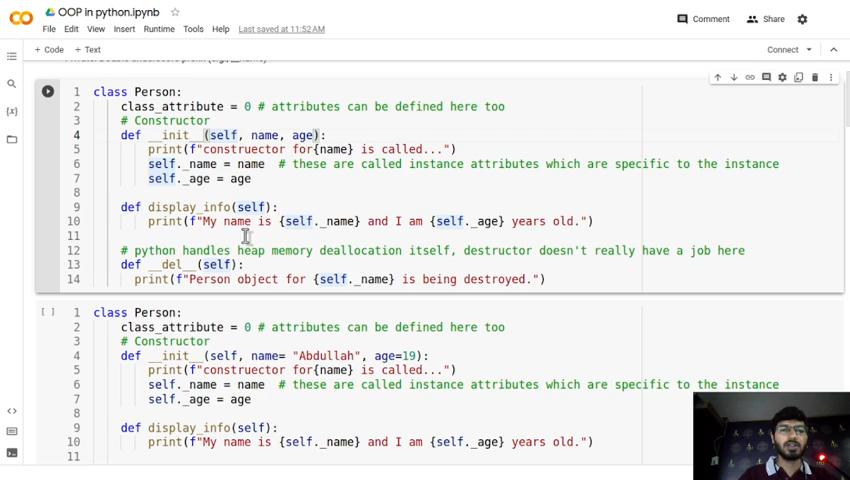 OOP in python.ipynb
Comment
Share
File Edit View Insert Runtime Tools Help Last saved at 11:52AM
+ Code + Text
Connect
1 class Person:
2 class_attribute = 0 # attributes can be defined here too
3 # Constructor
4 def __init__(self, name, age):
5 print(f"construector for{name} is called...")
6 self._name = name # these are called instance attributes which are specific to the instance
7 self._age = age
8
9 def display_info(self):
10 print(f"My name is {self._name} and I am {self._age} years old.")
11
12 # python handles heap memory deallocation itself, destructor doesn't really have a job here
13 def __del__(self):
14 print(f"Person object for {self._name} is being destroyed.")
[ ]
1 class Person:
2 class_attribute = 0 # attributes can be defined here too
3 # Constructor
4 def __init__(self, name= "Abdullah", age=19):
5 print(f"construector for{name} is called...")
6 self._name = name # these are called instance attributes which are specific to the instance
7 self._age = age
8
9 def display_info(self):
10 print(f"My name is {self._name} and I am {self._age} years old.")
11